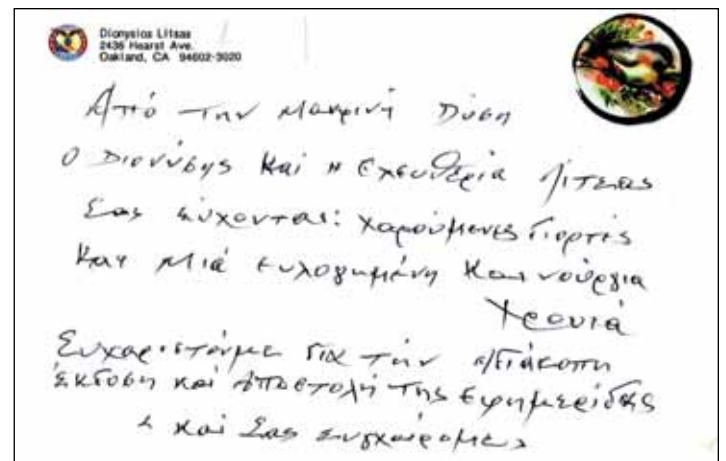 Dionysios Litsas
2436 Hearst Ave.
Oakland, CA 94602-3020
Από την μακρινή Δύση
Ο Διονύσης και η Ελευθερία Λίτσας
Σας εύχονται: χαρούμενες Γιορτές
και μιά ευλογημένη Καινούργια
Χρονιά
Ευχαριστούμε για την αδιάκοπη
έκδοση και αποστολή της εφημερίδας
και Σας συγχαίρομε